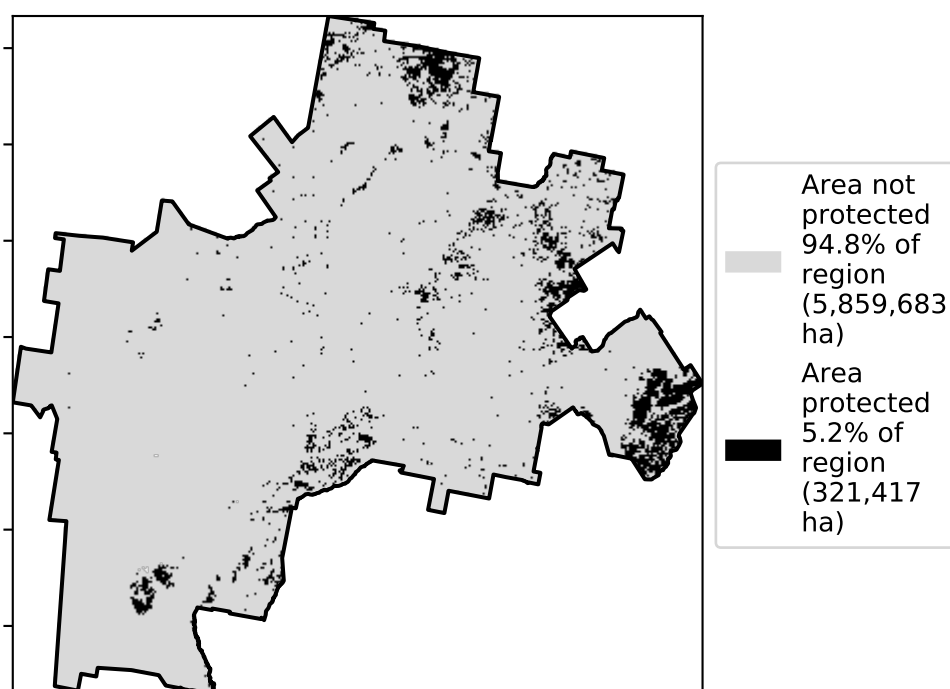 Area not
protected
94.8% of
region
(5,859,683
ha)
Area
protected
5.2% of
region
(321,417
ha)